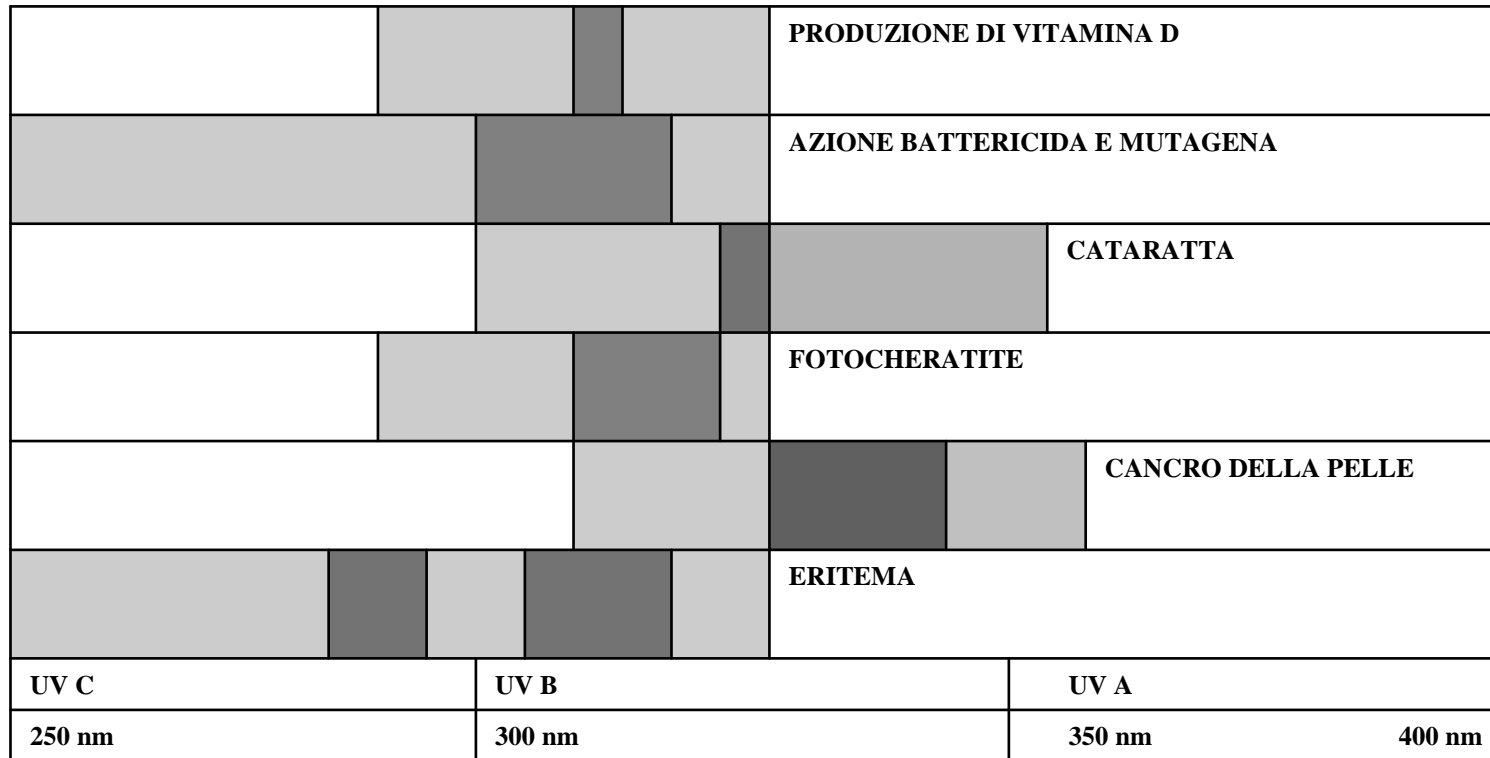 PRODUZIONE DI VITAMINA D
AZIONE BATTERICIDA E MUTAGENA
CATARATTA
FOTOCHERATITE
CANCRO DELLA PELLE
ERITEMA
UV C UV B UV A
250 nm 300 nm 350 nm 400 nm